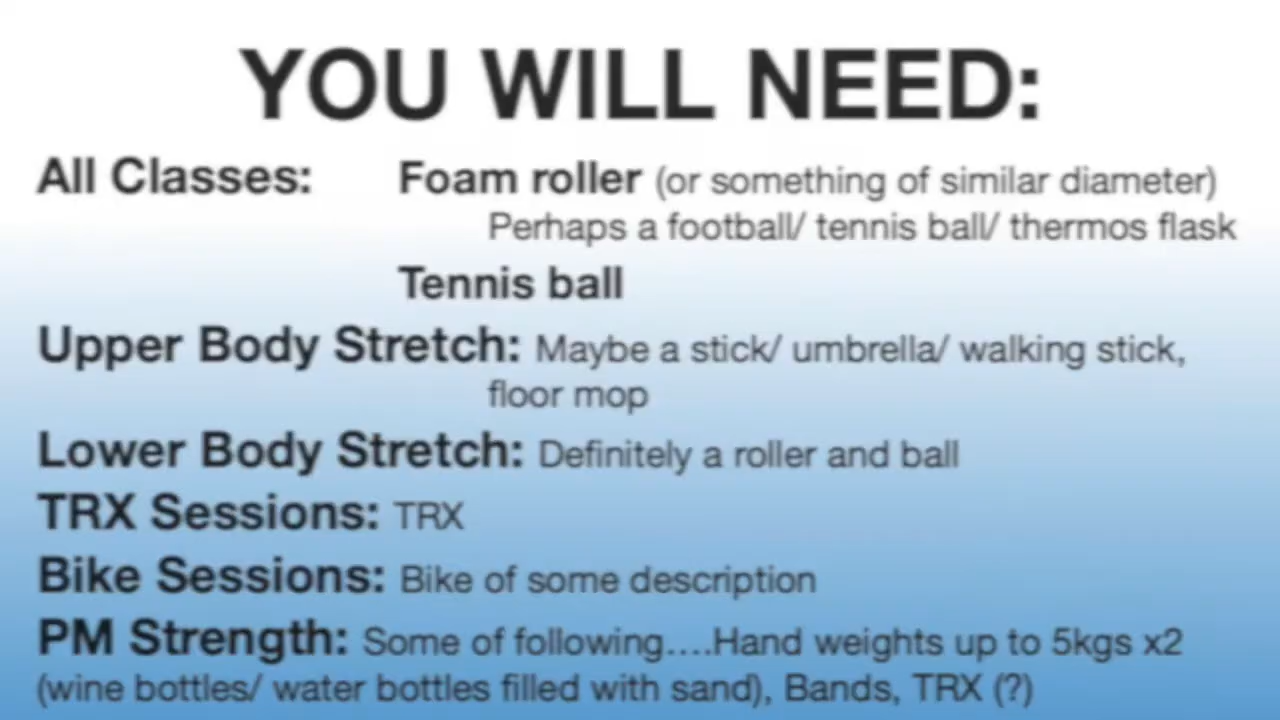 YOU WILL NEED:
All Classes: Foam roller (or something of similar diameter)
Perhaps a football/ tennis ball/ thermos flask
Tennis ball
Upper Body Stretch: Maybe a stick/ umbrella/ walking stick,
floor mop
Lower Body Stretch: Definitely a roller and ball
TRX Sessions: TRX
Bike Sessions: Bike of some description
PM Strength: Some of following....Hand weights up to 5kgs x2
(wine bottles/ water bottles filled with sand), Bands, TRX (?)